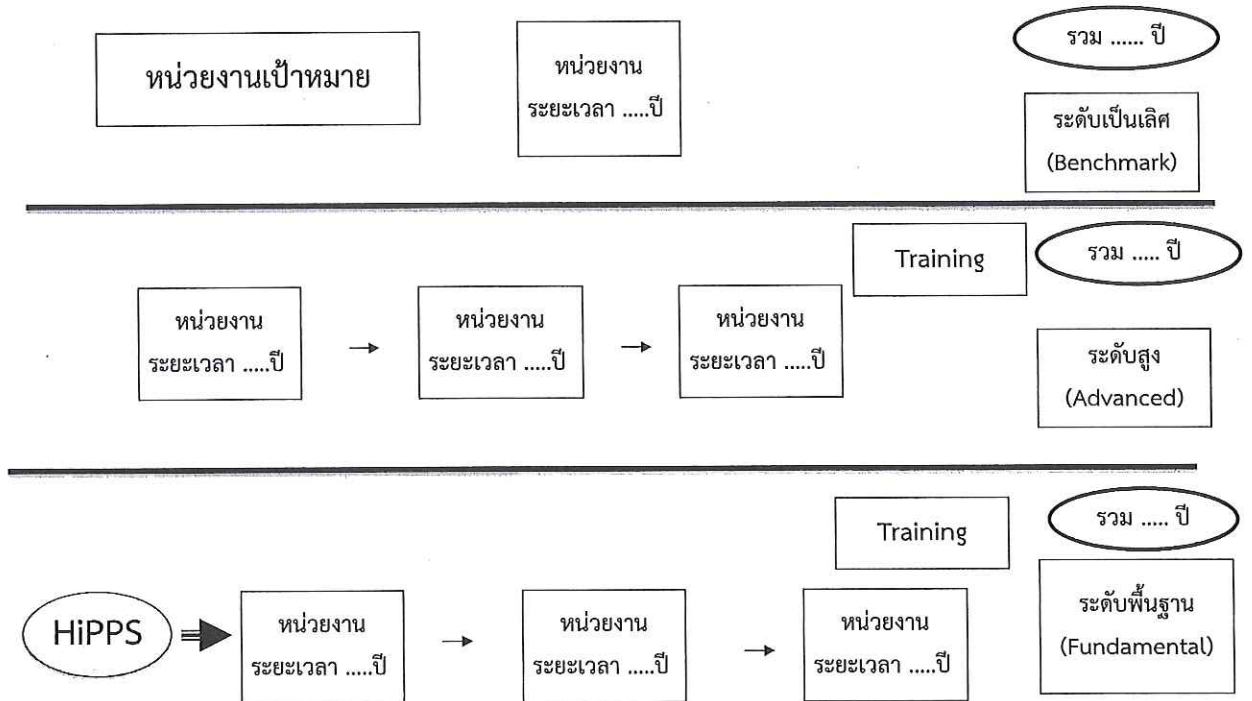 หน่วยงานเป้าหมาย
หน่วยงาน
ระยะเวลา .....ปี
รวม ...... ปี
ระดับเป็นเลิศ
(Benchmark)
Training
รวม ..... ปี
หน่วยงาน
ระยะเวลา .....ปี
หน่วยงาน
ระยะเวลา .....ปี
หน่วยงาน
ระยะเวลา .....ปี
ระดับสูง
(Advanced)
Training
รวม ..... ปี
HiPPS
หน่วยงาน
ระยะเวลา .....ปี
หน่วยงาน
ระยะเวลา .....ปี
หน่วยงาน
ระยะเวลา .....ปี
ระดับพื้นฐาน
(Fundamental)